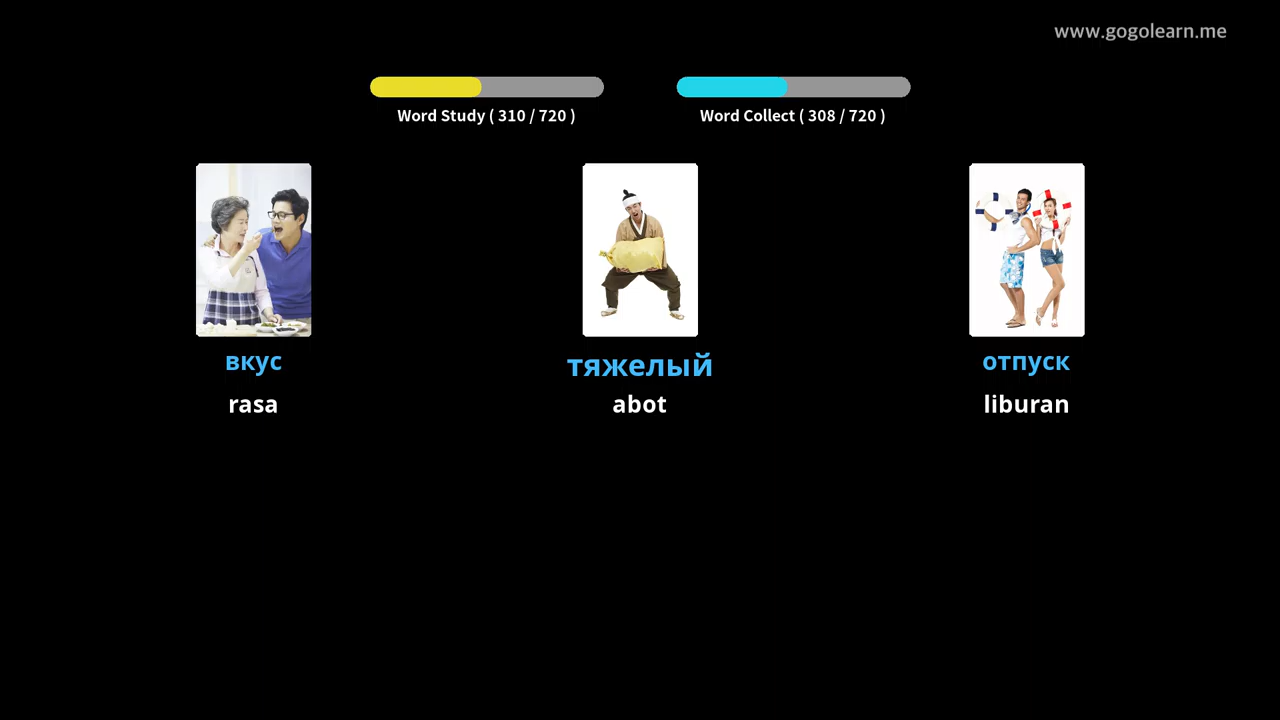 www.gogolearn.me
Word Study ( 310 / 720 )
Word Collect ( 308 / 720 )
вкус
rasa
тяжелый
abot
отпуск
liburan